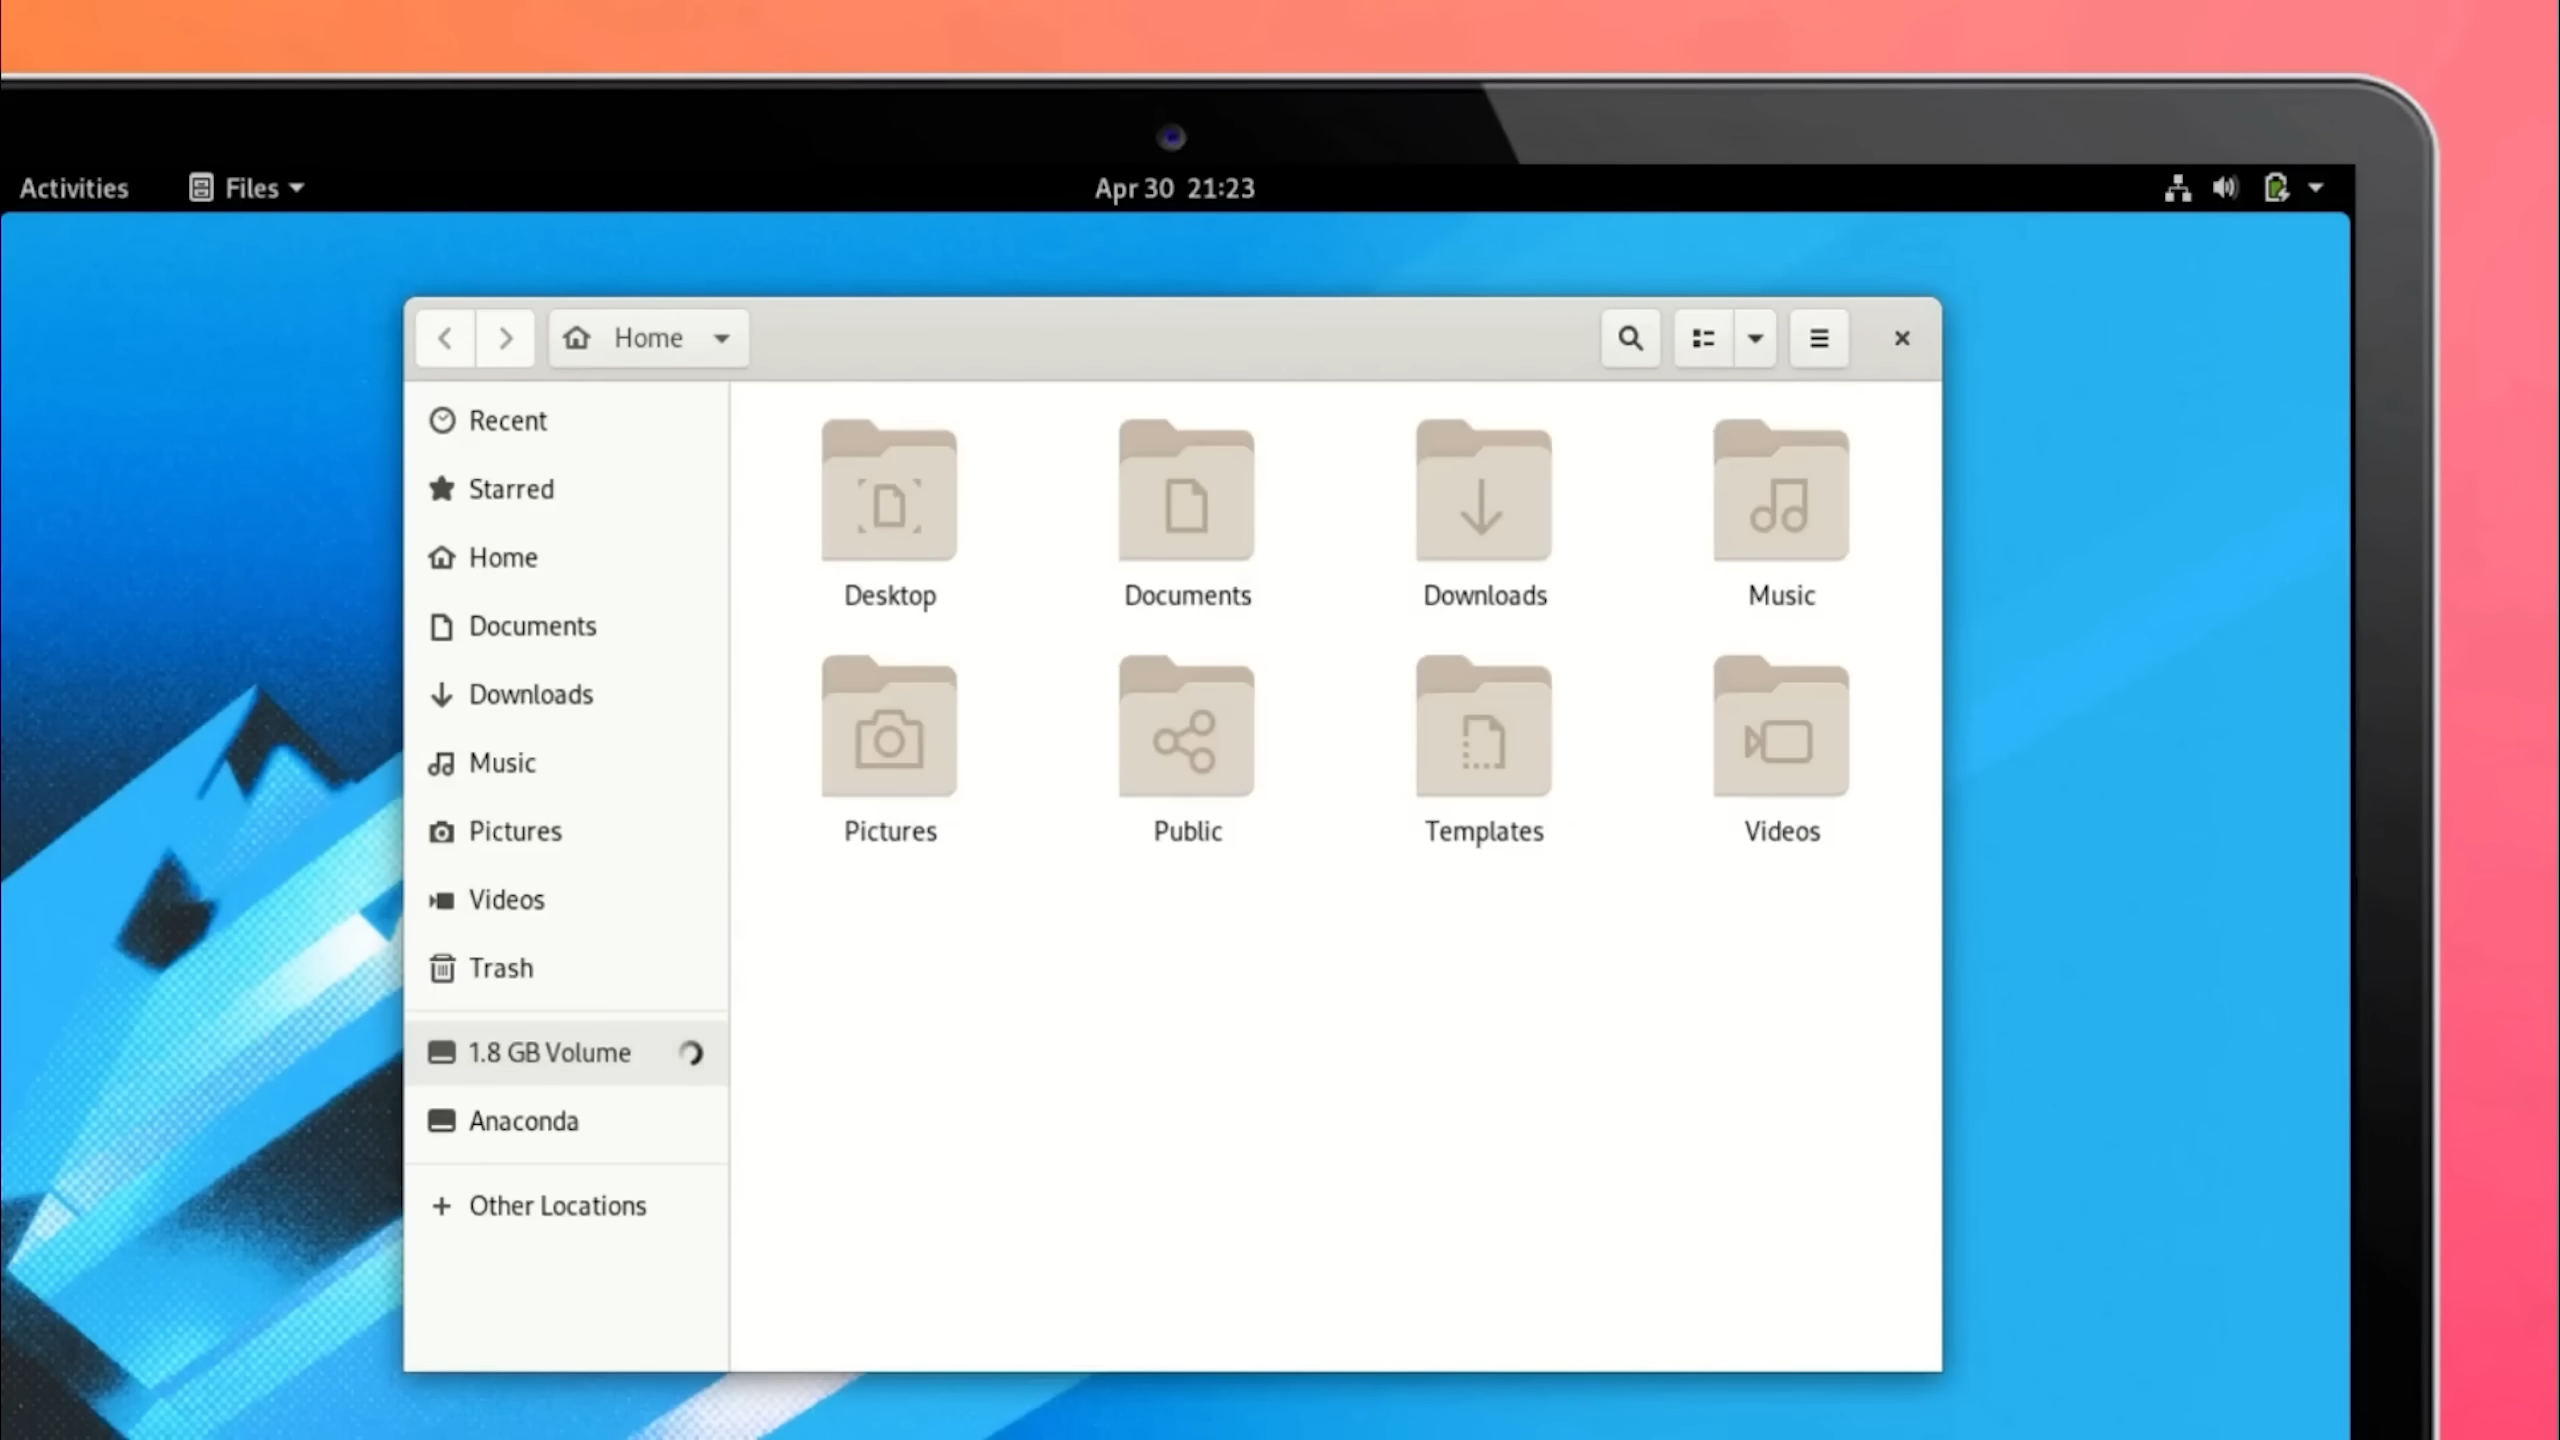 Activities Files Apr 30 21:23
Home
Recent
Starred
Home
Documents
Downloads
Music
Pictures
Videos
Trash
1.8 GB Volume
Anaconda
Other Locations
Desktop Documents Downloads Music
Pictures Public Templates Videos